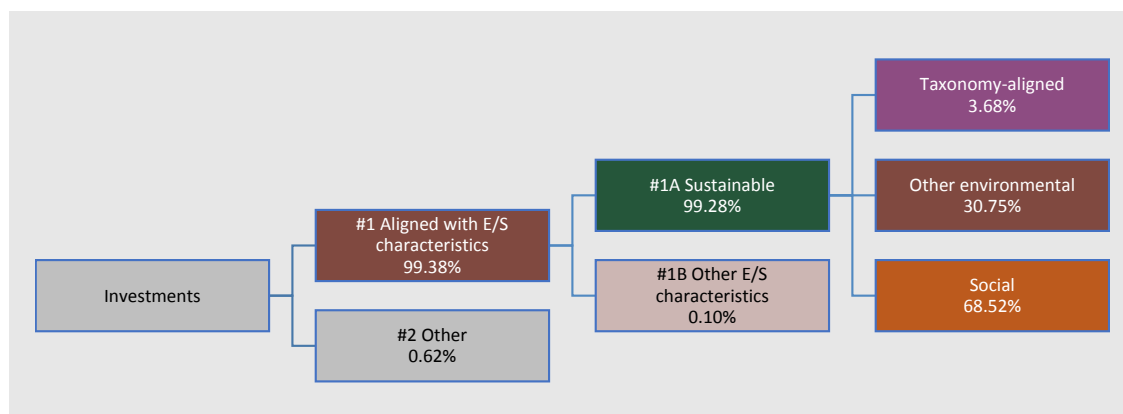 Investments
#1 Aligned with E/S
characteristics
99.38%
#2 Other
0.62%
#1A Sustainable
99.28%
#1B Other E/S
characteristics
0.10%
Taxonomy-aligned
3.68%
Other environmental
30.75%
Social
68.52%